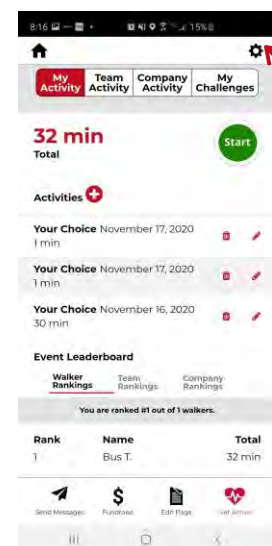 8:16 15%
My Activity Team Activity Company Activity My Challenges
32 min
Total
Start
Activities
Your Choice November 17, 2020
1 min
Your Choice November 17, 2020
1 min
Your Choice November 16, 2020
30 min
Event Leaderboard
Walker Rankings Team Rankings Company Rankings
You are ranked #1 out of 1 walkers.
Rank Name Total
1 Bus T. 32 min
Send Messages Fundraise Edit Page Get Active